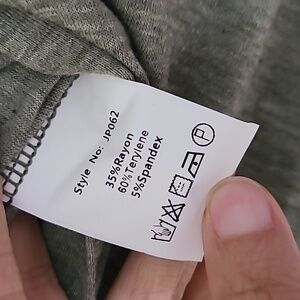 Style No: JP062
35%Rayon
60%Terylene
5%Spandex
P